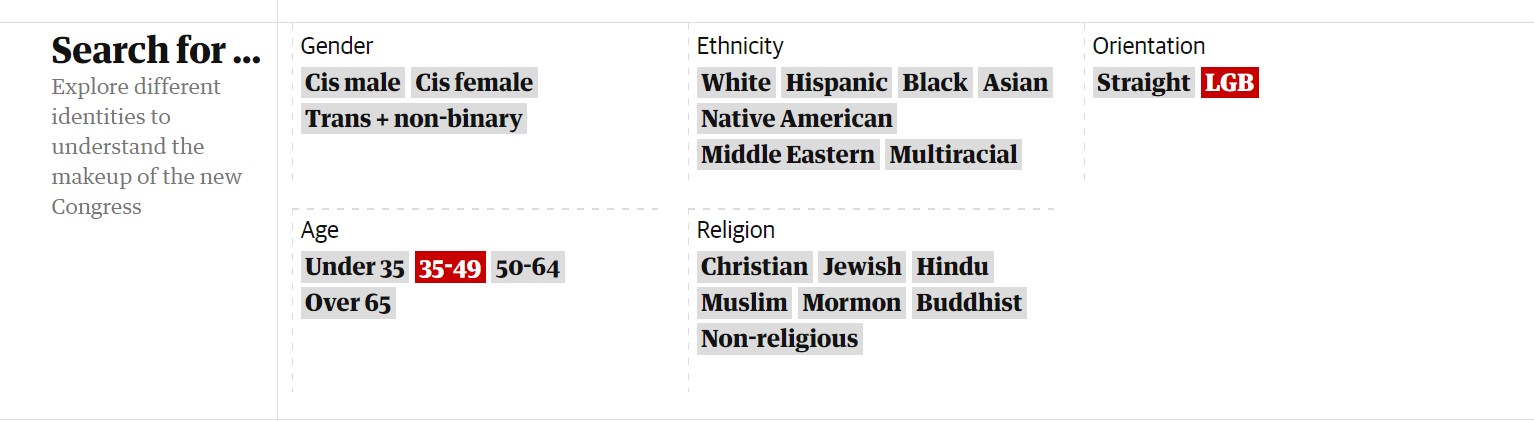 Search for ...
Explore different
identities to
understand the
makeup of the new
Congress
Gender
Cis male Cis female
Trans + non-binary
Ethnicity
White Hispanic Black Asian
Native American
Middle Eastern Multiracial
Orientation
Straight LGB
Age
Under 35 35-49 50-64
Over 65
Religion
Christian Jewish Hindu
Muslim Mormon Buddhist
Non-religious